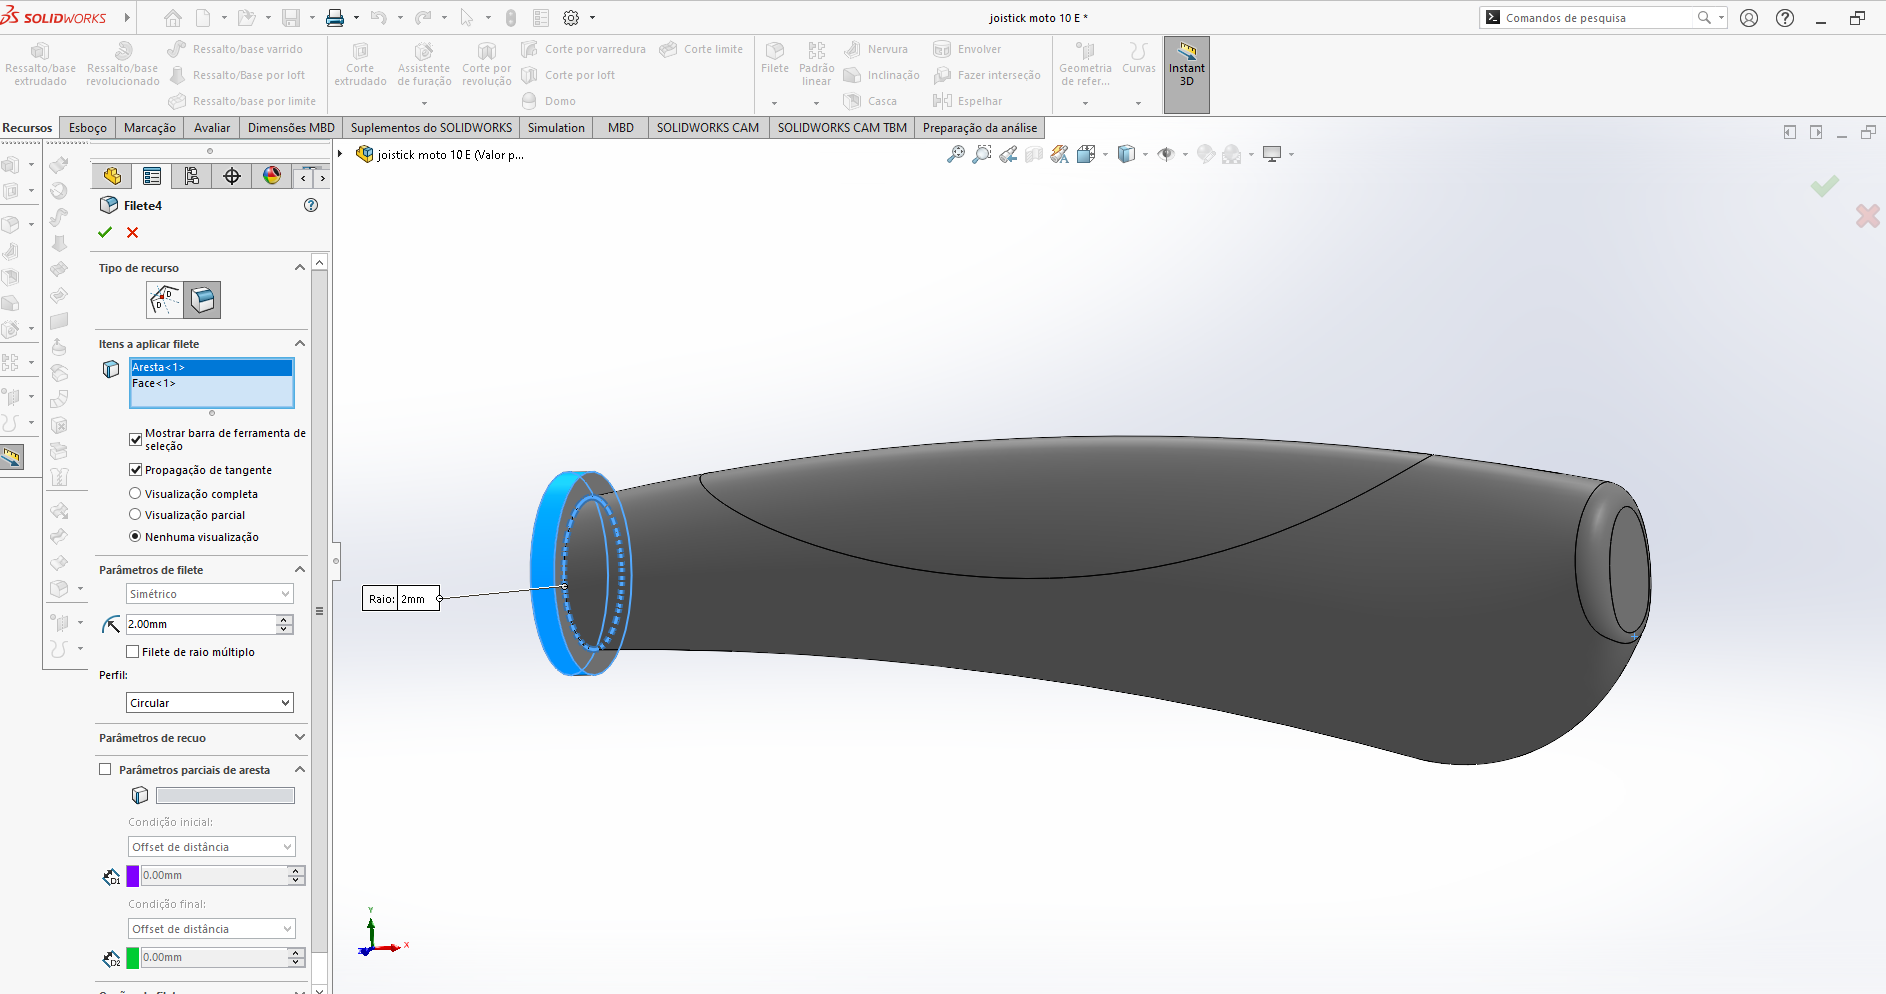 SOLIDWORKS
joistick moto 10 E *
Comandos de pesquisa
Ressalto/base extrudado
Ressalto/base revolucionado
Ressalto/base varrido
Ressalto/Base por loft
Ressalto/base por limite
Corte extrudado
Assistente de furação
Corte por revolução
Corte por varredura
Corte por loft
Domo
Corte limite
Filete
Padrão linear
Nervura
Inclinação
Casca
Envolver
Fazer interseção
Espelhar
Geometria de refer...
Curvas
Instant 3D
Recursos
Esboço
Marcação
Avaliar
Dimensões MBD
Suplementos do SOLIDWORKS
Simulation
MBD
SOLIDWORKS CAM
SOLIDWORKS CAM TBM
Preparação da análise
joistick moto 10 E (Valor p...
Filete4
Tipo de recurso
Itens a aplicar filete
Aresta<1>
Face<1>
Mostrar barra de ferramenta de
seleção
Propagação de tangente
Visualização completa
Visualização parcial
Nenhuma visualização
Parâmetros de filete
Simétrico
2.00mm
Filete de raio múltiplo
Perfil:
Circular
Parâmetros de recuo
Parâmetros parciais de aresta
Condição inicial:
Offset de distância
D1
0.00mm
Condição final:
Offset de distância
D2
0.00mm
Raio: 2mm
Y
X
Z